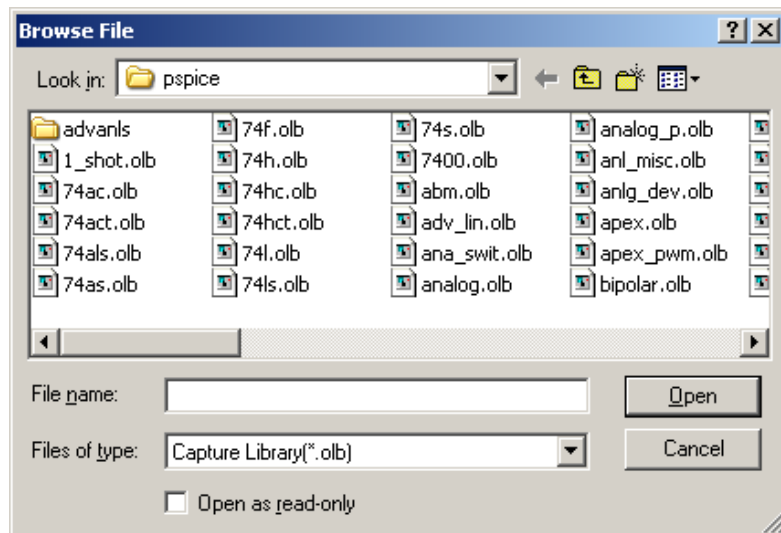 Browse File
Look in: pspice
advanls 74f.olb 74s.olb analog_p.olb
1_shot.olb 74h.olb 7400.olb anl_misc.olb
74ac.olb 74hc.olb abm.olb anlg_dev.olb
74act.olb 74hct.olb adv_lin.olb apex.olb
74als.olb 74l.olb ana_swit.olb apex_pwm.olb
74as.olb 74ls.olb analog.olb bipolar.olb
File name: Open
Files of type: Capture Library(*.olb) Cancel
Open as read-only